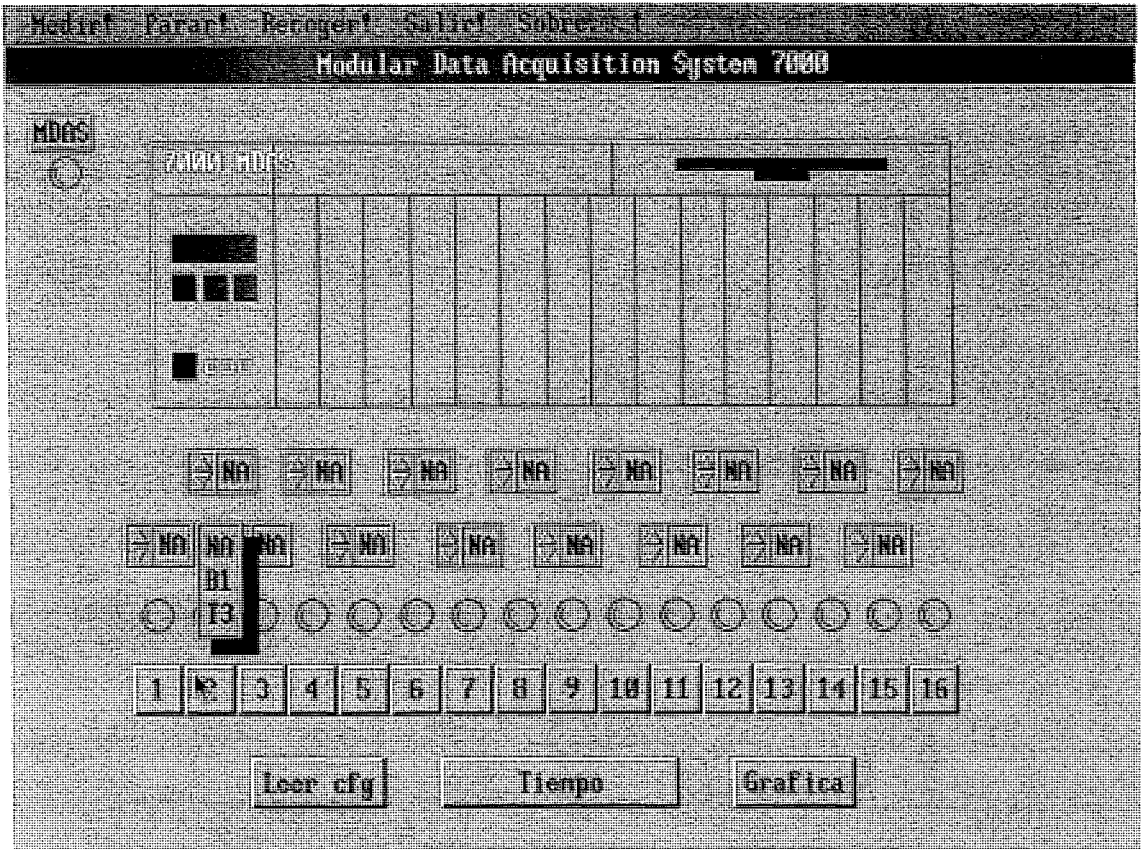 Medir! Parar! Recoger! Salir! Sobre... !
Modular Data Acquisition System 7000
MDAS
7000 MDAS
NA NA NA NA NA NA NA NA
NA NA NA NA NA NA NA NA NA
B1
T3
1 2 3 4 5 6 7 8 9 10 11 12 13 14 15 16
Leer cfg Tiempo Grafica